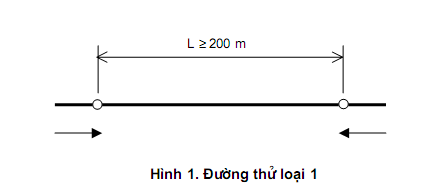 L ≥ 200 m
Hình 1. Đường thử loại 1